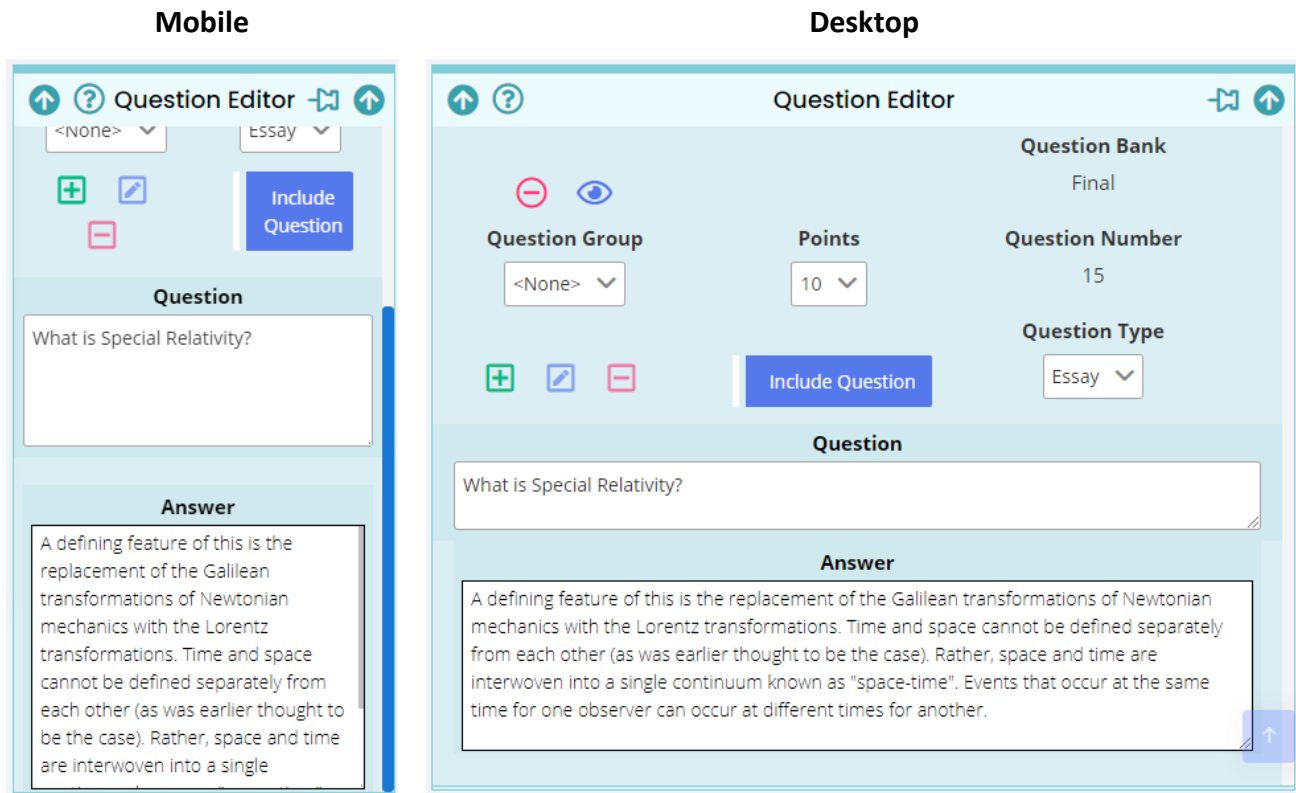 Mobile
Question Editor
<None>
Essay
Include
Question
Question
What is Special Relativity?
Answer
A defining feature of this is the
replacement of the Galilean
transformations of Newtonian
mechanics with the Lorentz
transformations. Time and space
cannot be defined separately from
each other (as was earlier thought to
be the case). Rather, space and time
are interwoven into a single
Desktop
Question Editor
Question Bank
Final
Question Group
Points
Question Number
<None>
10
15
Question Type
Essay
Include Question
Question
What is Special Relativity?
Answer
A defining feature of this is the replacement of the Galilean transformations of Newtonian
mechanics with the Lorentz transformations. Time and space cannot be defined separately
from each other (as was earlier thought to be the case). Rather, space and time are
interwoven into a single continuum known as "space-time". Events that occur at the same
time for one observer can occur at different times for another.